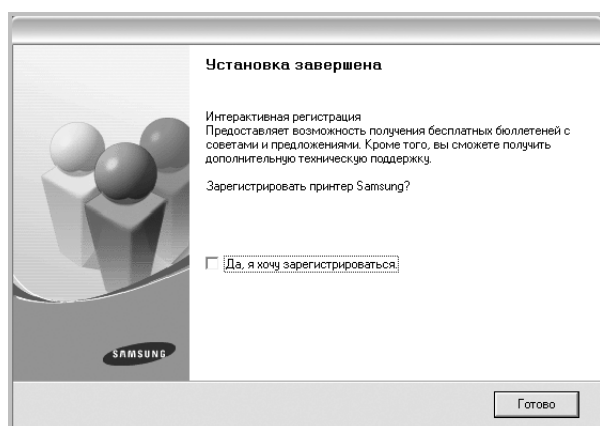 Установка завершена
Интерактивная регистрация
Предоставляет возможность получения бесплатных бюллетеней с
советами и предложениями. Кроме того, вы сможете получить
дополнительную техническую поддержку.
Зарегистрировать принтер Samsung?
Да, я хочу зарегистрироваться.
SAMSUNG
Готово